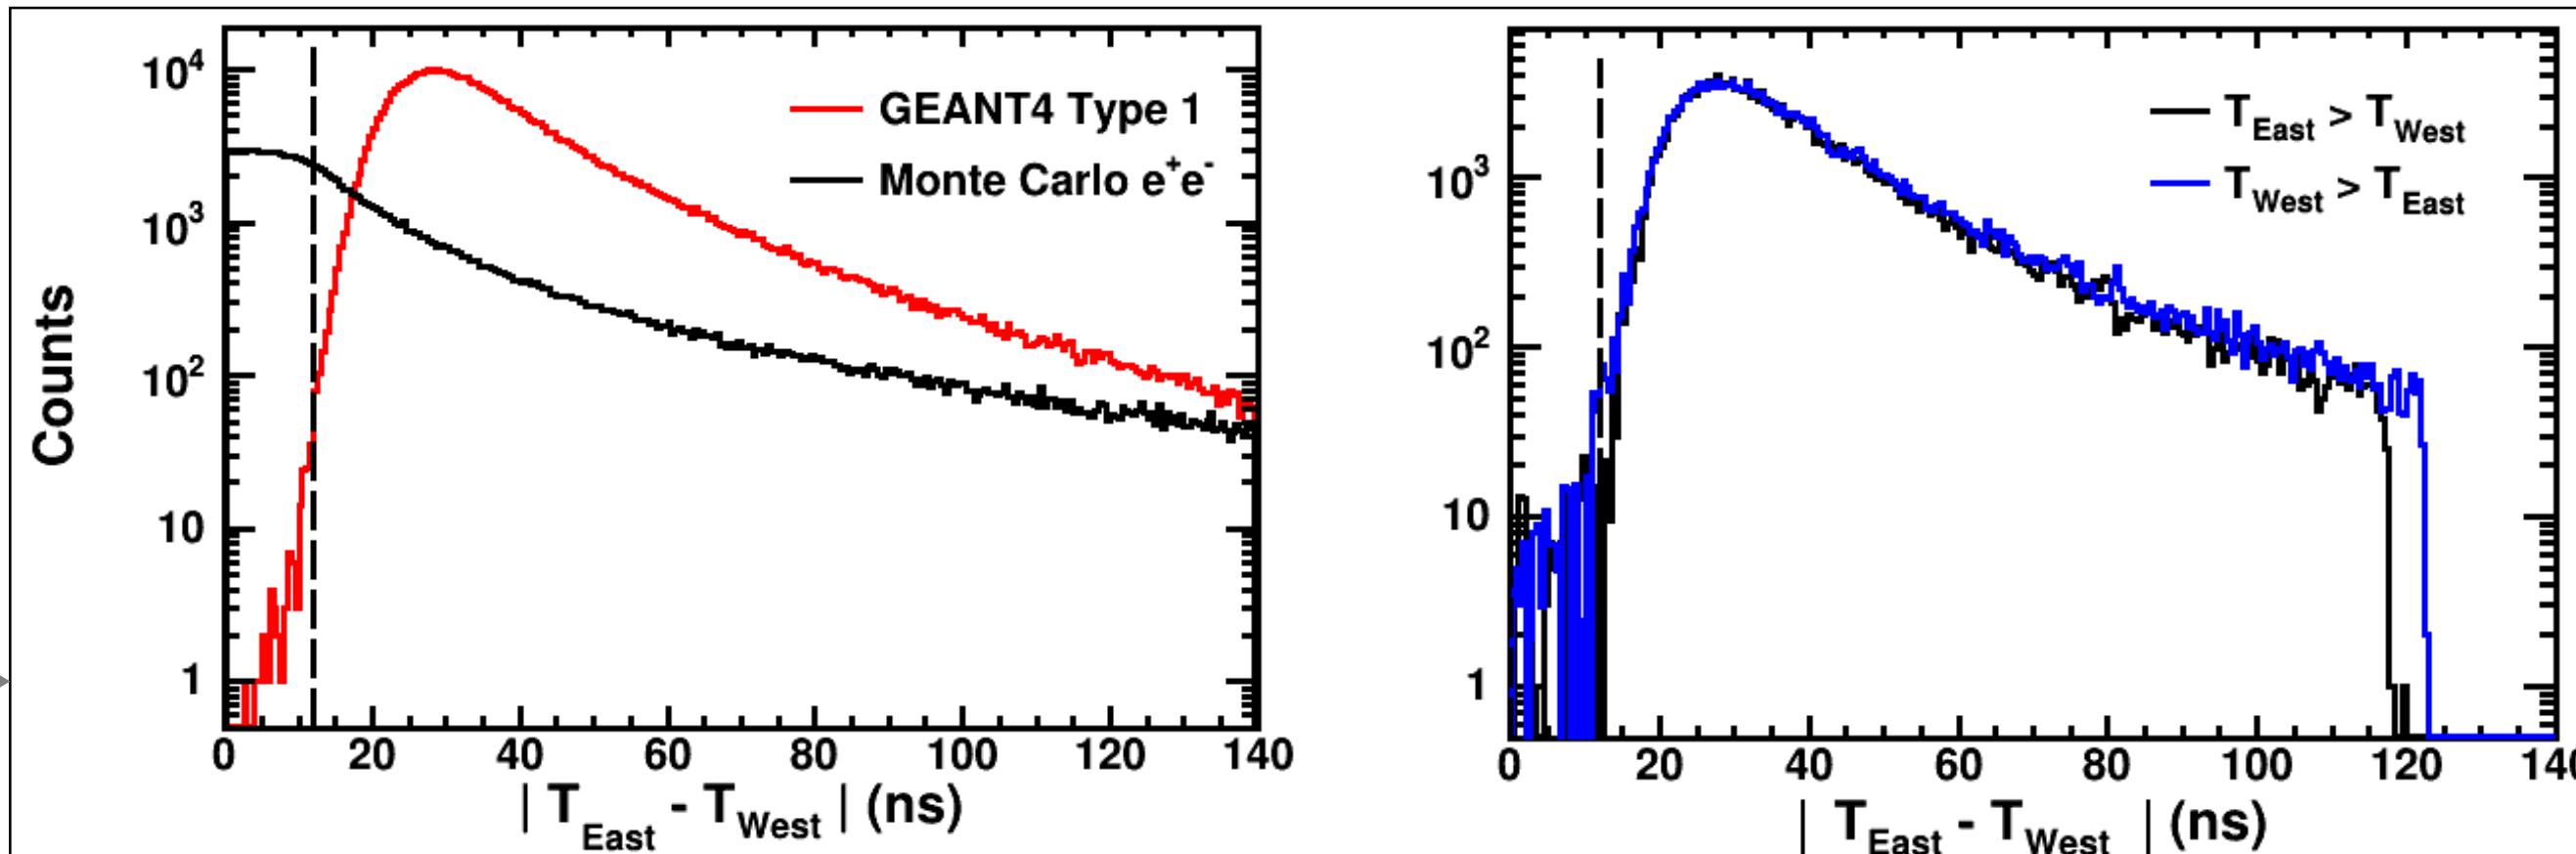 Counts
10⁴
10³
10²
10
1
GEANT4 Type 1
Monte Carlo e⁺e⁻
0 20 40 60 80 100 120 140
| T_East - T_West | (ns)
10³
10²
10
1
T_East > T_West
T_West > T_East
0 20 40 60 80 100 120
| T_East - T_West | (ns)